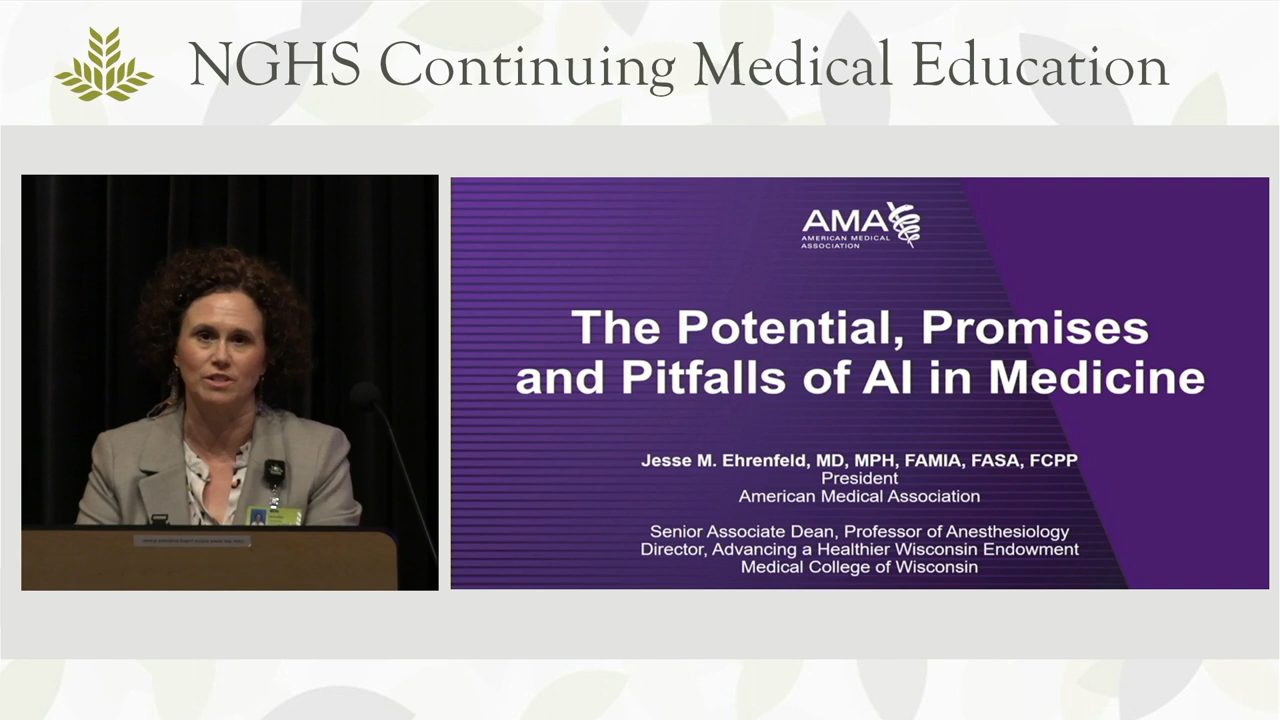 NGHS Continuing Medical Education
AMA
AMERICAN MEDICAL
ASSOCIATION
The Potential, Promises
and Pitfalls of AI in Medicine
Jesse M. Ehrenfeld, MD, MPH, FAMIA, FASA, FCPP
President
American Medical Association
Senior Associate Dean, Professor of Anesthesiology
Director, Advancing a Healthier Wisconsin Endowment
Medical College of Wisconsin